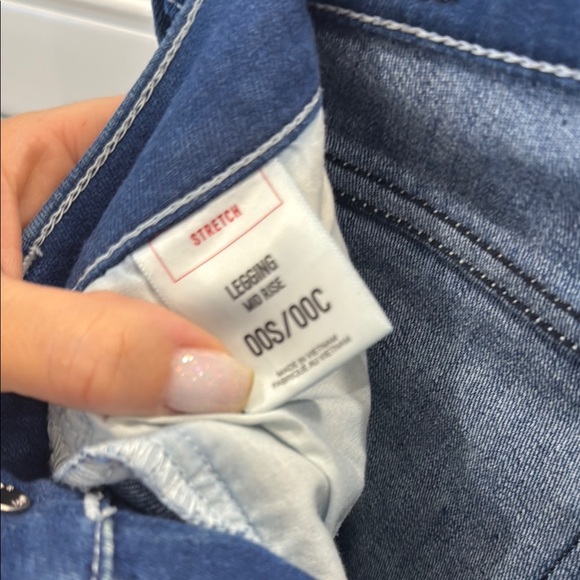 STRETCH
LEGGING
MID RISE
00S/00C
MADE IN VIETNAM
FABRIQUÉ AU VIETNAM